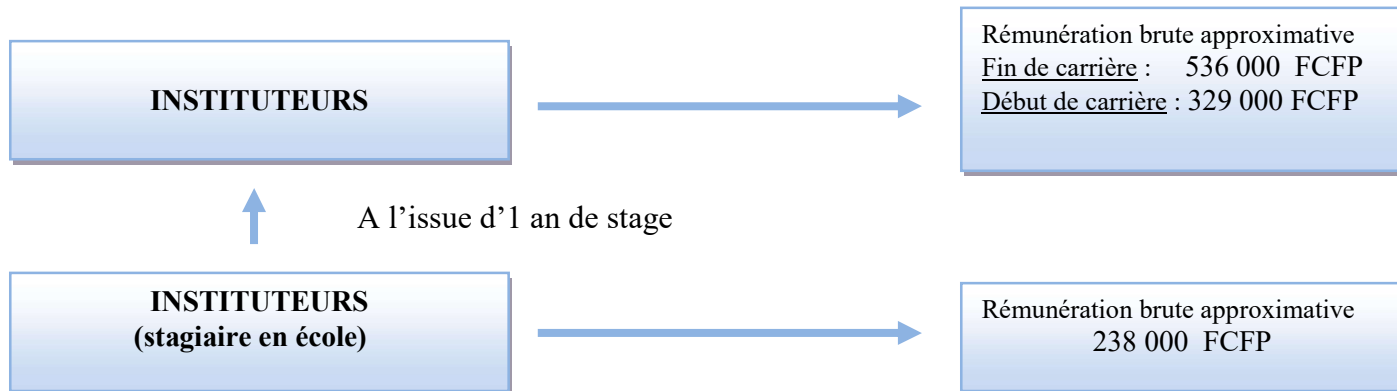 INSTITUTEURS
Rémunération brute approximative
Fin de carrière : 536 000 FCFP
Début de carrière : 329 000 FCFP
A l’issue d’1 an de stage
INSTITUTEURS
(stagiaire en école)
Rémunération brute approximative
238 000 FCFP